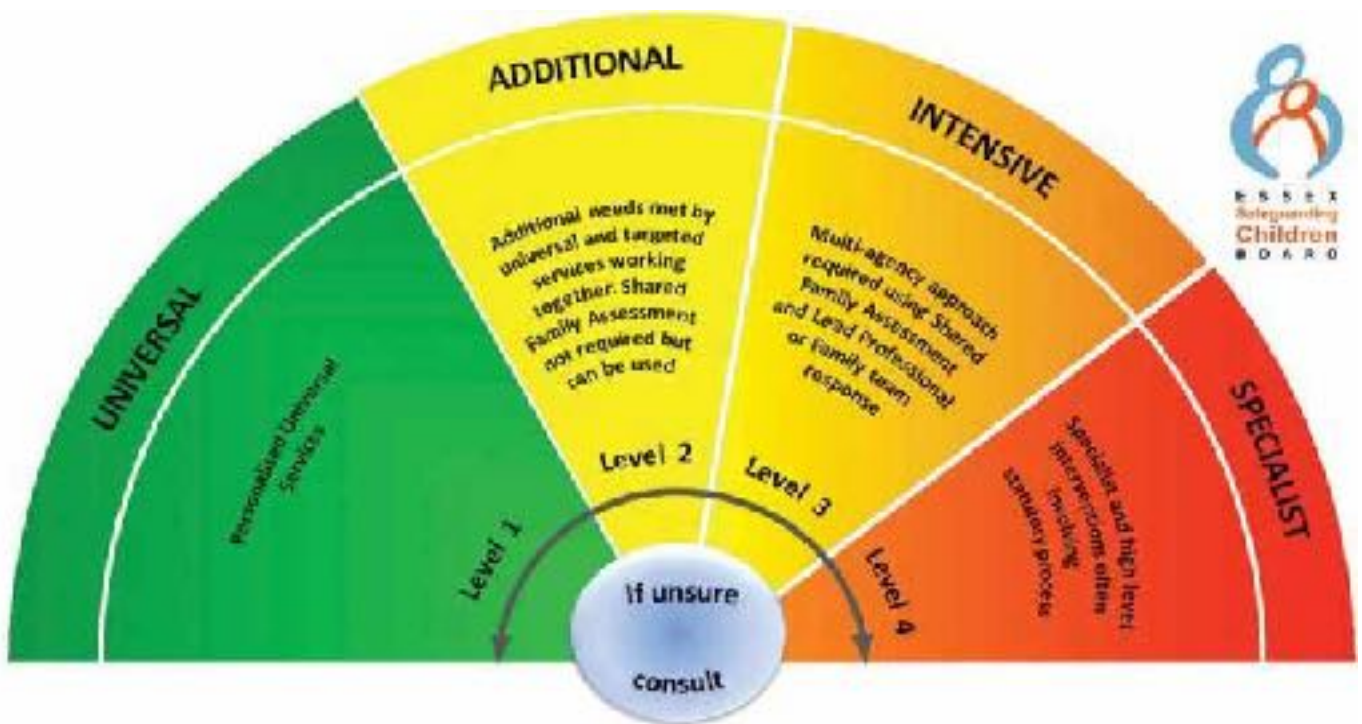 UNIVERSAL
Personalised Universal
Services
Level 1
ADDITIONAL
Additional needs met by
universal and targeted
services working
together. Shared
Family Assessment
not required but
can be used
Level 2
INTENSIVE
Multi-agency approach
required using Shared
Family Assessment
and Lead Professional
or Family team
response
Level 3
SPECIALIST
Specialist and high level
interventions often
involving
statutory process
Level 4
If unsure
consult
ESSEX
Safeguarding
Children
BOARD